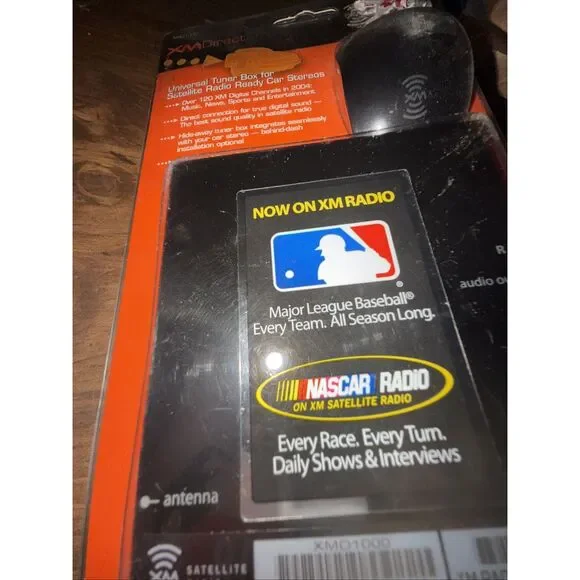 XMDirect
Universal Tuner Box for
Satellite Radio Ready Car Stereos
Over 120 XM Digital Channels in 2004:
Music, News, Sports and Entertainment
Direct connection for true digital sound —
The best sound quality in satellite radio
Hide-away tuner box integrates seamlessly
with your car stereo — behind-dash
installation optional
XM
NOW ON XM RADIO
Major League Baseball®
Every Team. All Season Long.
NASCAR RADIO
ON XM SATELLITE RADIO
Every Race. Every Turn.
Daily Shows & Interviews
R
audio ou
antenna
XMD1000
XM SATELLITE